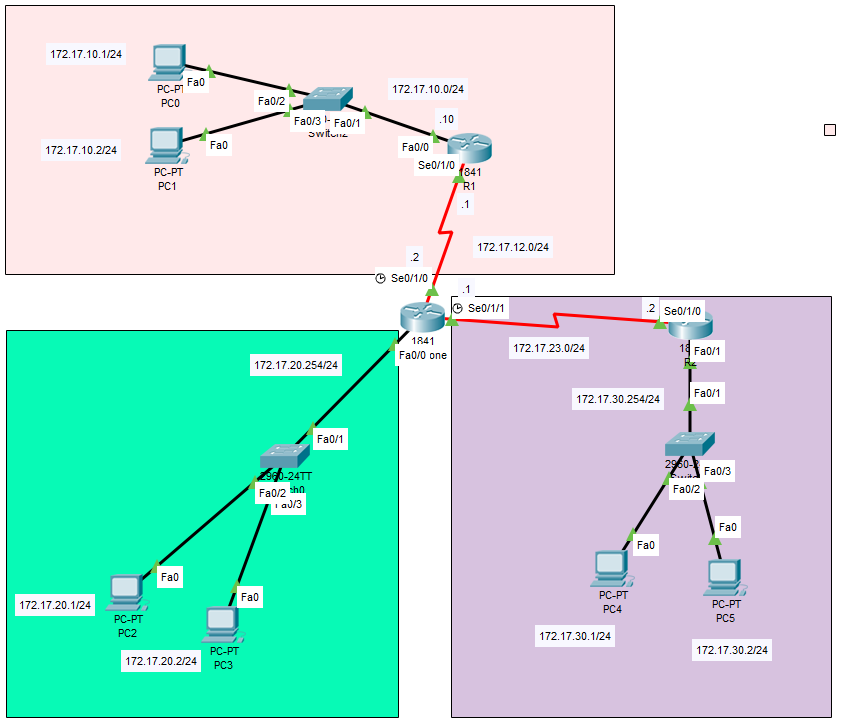 172.17.10.1/24
Fa0
PC-PT
PC0
Fa0/2
172.17.10.0/24
.10
Fa0/3
Fa0/1
Switch2
Fa0/0
172.17.10.2/24
Fa0
PC-PT
PC1
Se0/1/0
1841
R1
.1
172.17.12.0/24
.2
Se0/1/0
.1
Se0/1/1
.2
Se0/1/0
1841
Fa0/0 one
172.17.23.0/24
Fa0/1
R2
172.17.20.254/24
172.17.30.254/24
Fa0/1
Fa0/1
2960-24TT
Fa0/2
Fa0/3
Fa0/3
Fa0/2
Fa0
172.17.20.1/24
PC-PT
PC2
Fa0
PC-PT
PC3
172.17.20.2/24
Fa0
PC-PT
PC4
172.17.30.1/24
Fa0
PC-PT
PC5
172.17.30.2/24